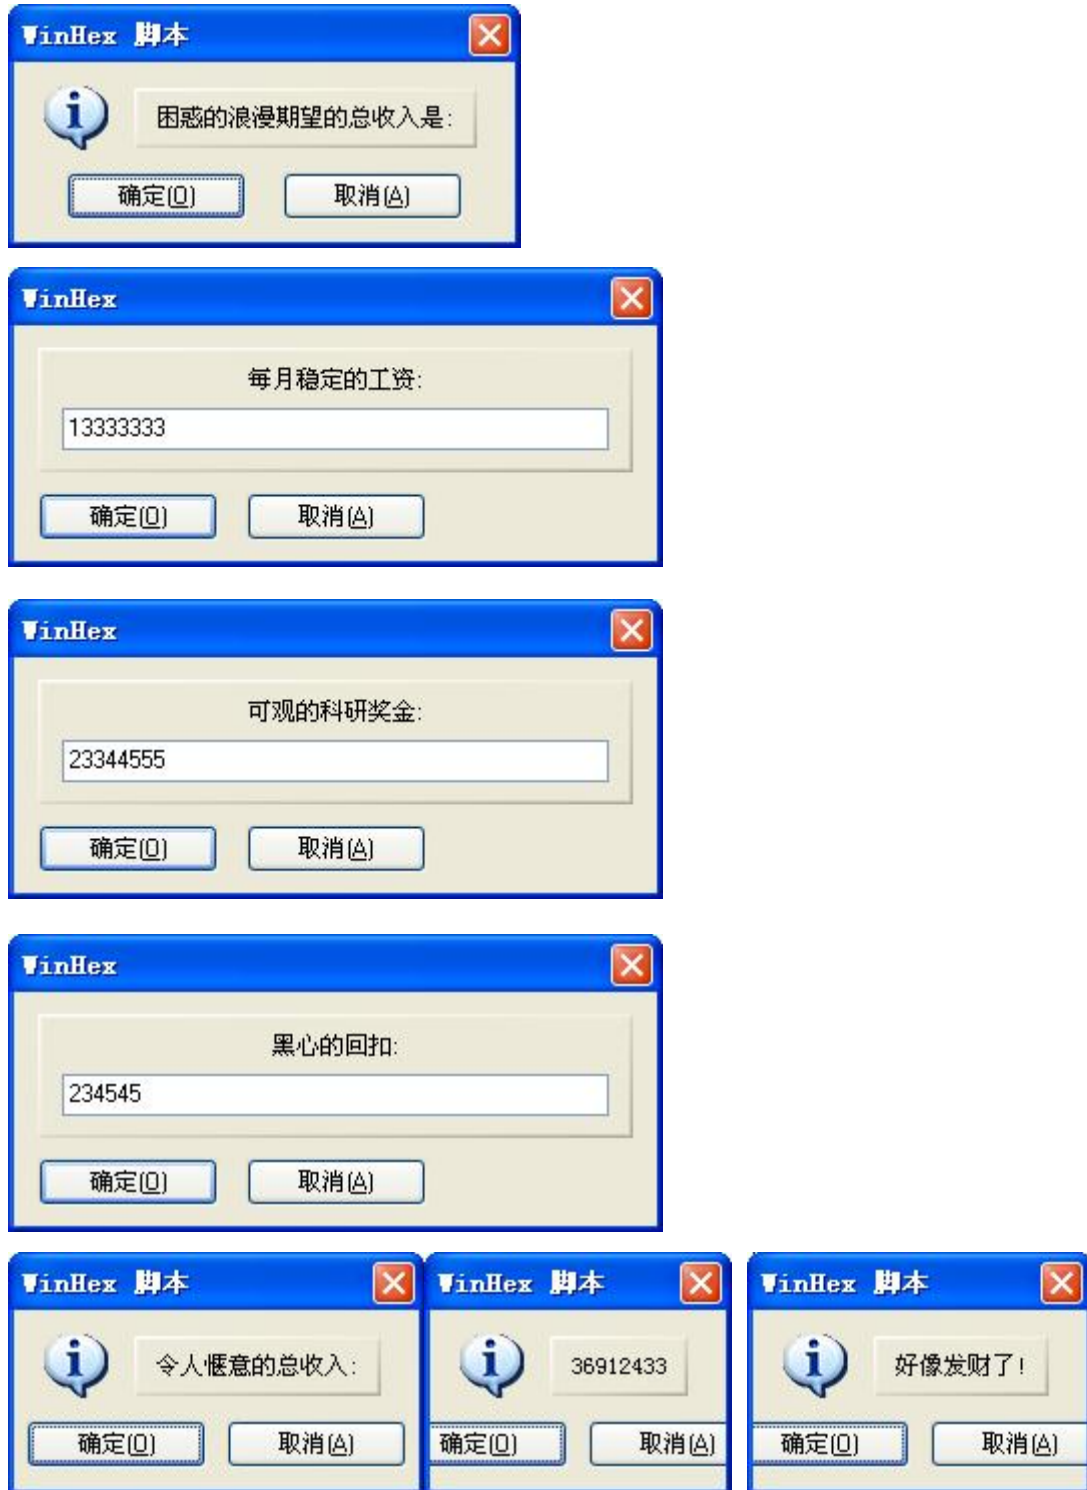 WinHex 脚本
困惑的浪漫期望的总收入是:
确定(O) 取消(A)
WinHex
每月稳定的工资:
13333333
确定(O) 取消(A)
WinHex
可观的科研奖金:
23344555
确定(O) 取消(A)
WinHex
黑心的回扣:
234545
确定(O) 取消(A)
WinHex 脚本
令人惬意的总收入:
确定(O) 取消(A)
WinHex 脚本
36912433
确定(O) 取消(A)
WinHex 脚本
好像发财了!
确定(O) 取消(A)